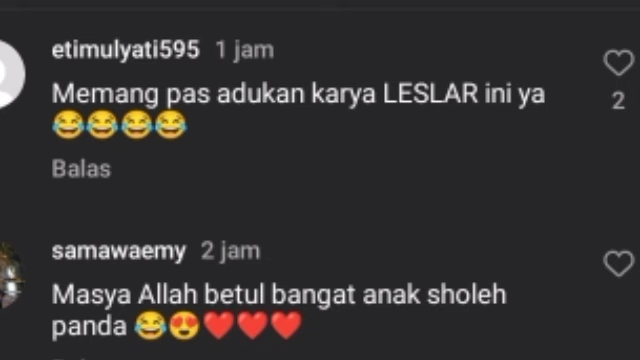 etimulyati595 1 jam
Memang pas adukan karya LESLAR ini ya
😂😂😂😂
2
Balas
samawaemy 2 jam
Masya Allah betul bangat anak sholeh
panda 😂😍❤️❤️❤️